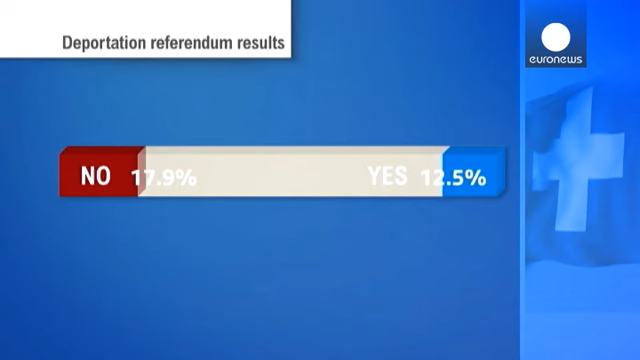 Deportation referendum results
euronews
NO 17.9% YES 12.5%